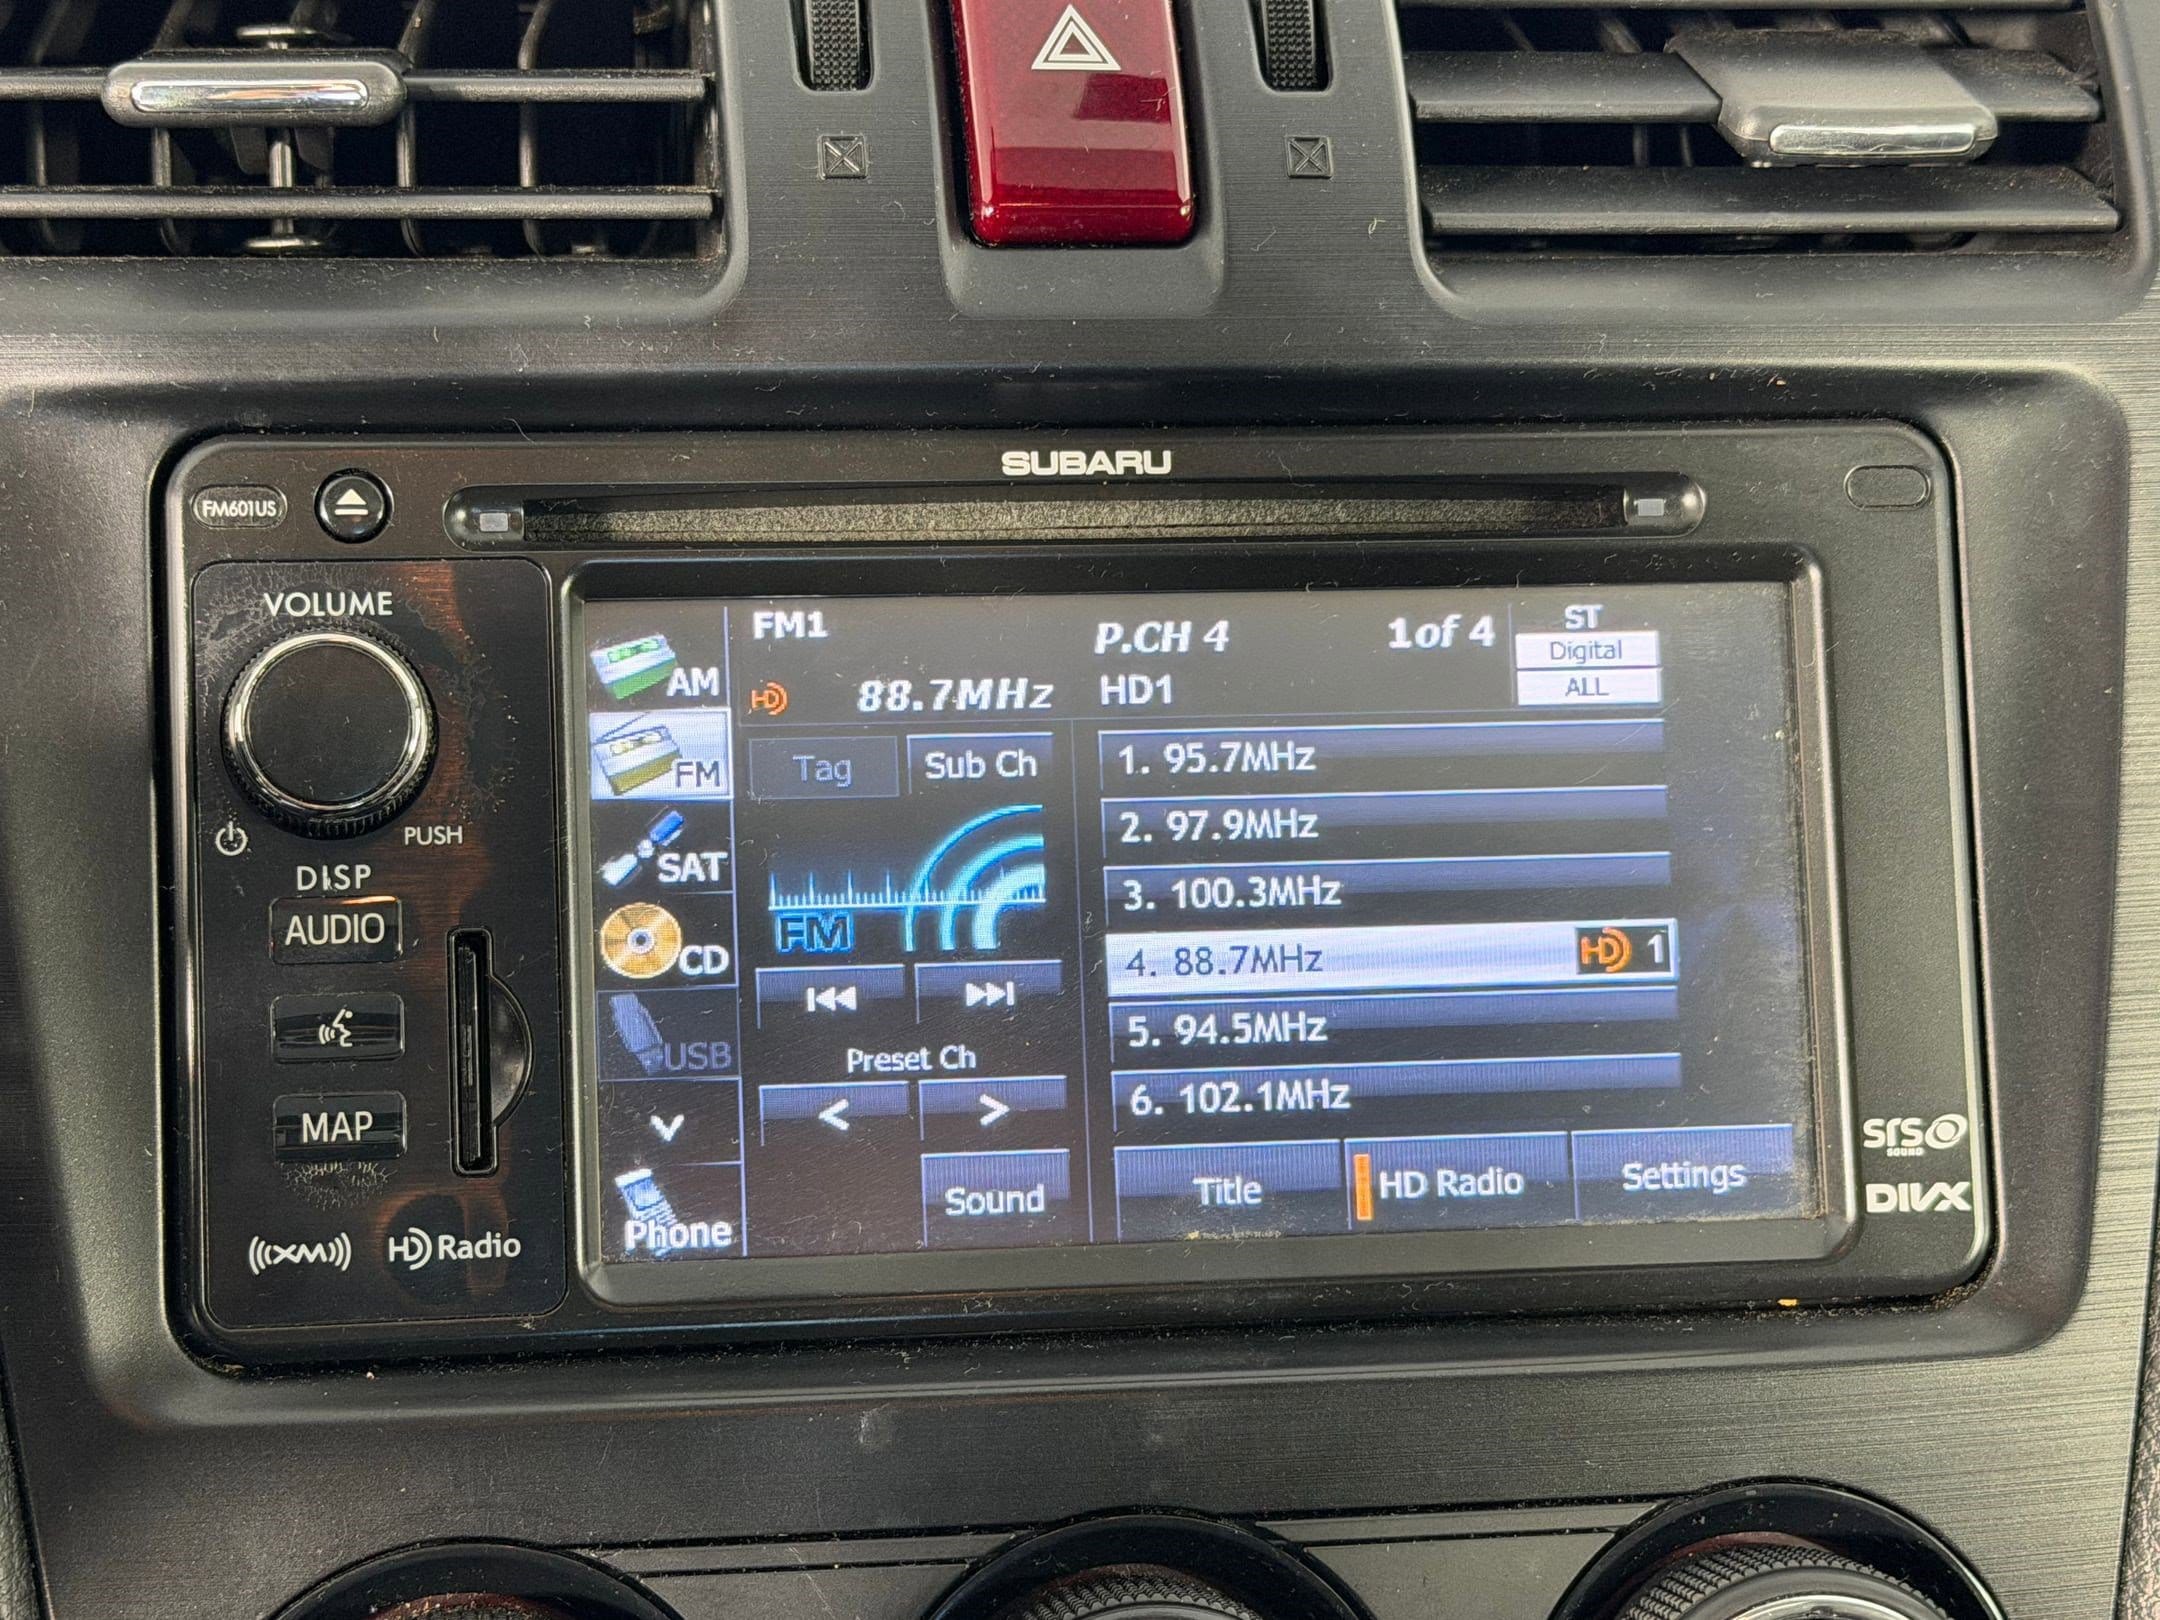 SUBARU
FM601US
VOLUME
PUSH
DISP
AUDIO
MAP
((XM))
HD Radio
AM
FM
SAT
CD
USB
Phone
FM1
P.CH 4
1of 4
ST
Digital
ALL
HD
88.7MHz
HD1
Tag
Sub Ch
FM
Preset Ch
<
>
Sound
1. 95.7MHz
2. 97.9MHz
3. 100.3MHz
4. 88.7MHz HD 1
5. 94.5MHz
6. 102.1MHz
Title
HD Radio
Settings
SRS
SOUND
DIVX